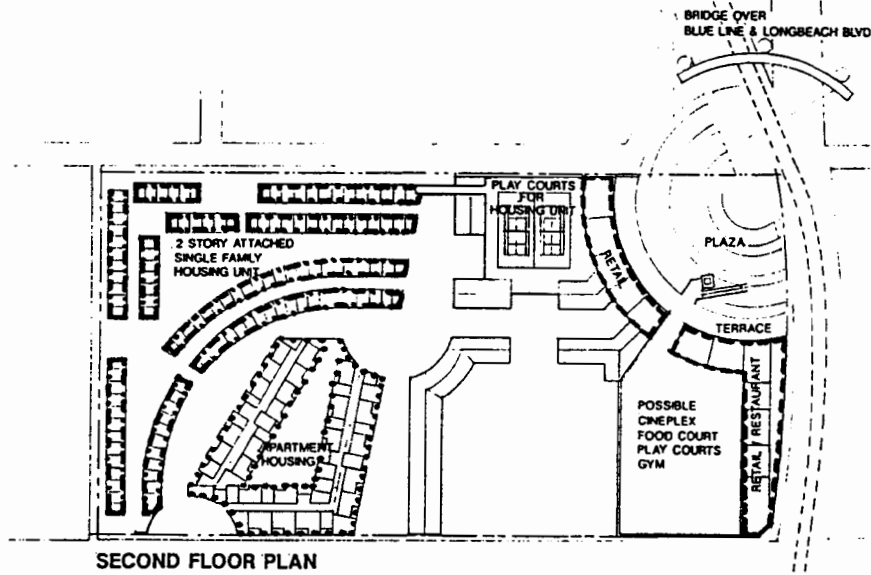 BRIDGE OVER
BLUE LINE & LONGBEACH BLVD
PLAY COURTS
FOR
HOUSING UNIT
2 STORY ATTACHED
SINGLE FAMILY
HOUSING UNIT
RETAIL
PLAZA
TERRACE
POSSIBLE
CINEPLEX
FOOD COURT
PLAY COURTS
GYM
RETAIL / RESTAURANT
APARTMENT
HOUSING
SECOND FLOOR PLAN